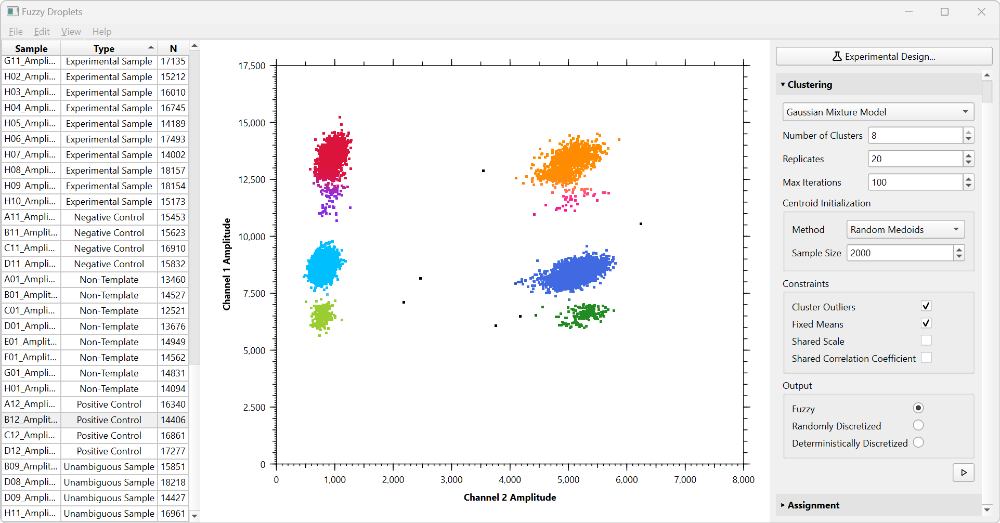 Fuzzy Droplets
File Edit View Help
Sample Type N
G11_Ampli... Experimental Sample 17135
H02_Ampli... Experimental Sample 15212
H03_Ampli... Experimental Sample 16010
H04_Ampli... Experimental Sample 16745
H05_Ampli... Experimental Sample 14189
H06_Ampli... Experimental Sample 17493
H07_Ampli... Experimental Sample 14002
H08_Ampli... Experimental Sample 18157
H09_Ampli... Experimental Sample 18154
H10_Ampli... Experimental Sample 15173
A11_Ampli... Negative Control 15453
B11_Amplit... Negative Control 15623
C11_Ampli... Negative Control 16910
D11_Ampli... Negative Control 15832
A01_Ampli... Non-Template 13460
B01_Amplit... Non-Template 14527
C01_Ampli... Non-Template 12521
D01_Ampli... Non-Template 13676
E01_Amplit... Non-Template 14949
F01_Amplit... Non-Template 14562
G01_Ampli... Non-Template 14831
H01_Ampli... Non-Template 14094
A12_Ampli... Positive Control 16340
B12_Amplit... Positive Control 14406
C12_Ampli... Positive Control 16861
D12_Ampli... Positive Control 17277
B09_Amplit... Unambiguous Sample 15851
D08_Ampli... Unambiguous Sample 18218
D09_Ampli... Unambiguous Sample 14427
H11_Ampli... Unambiguous Sample 16961
Channel 1 Amplitude
17,500
15,000
12,500
10,000
7,500
5,000
2,500
0
0 1,000 2,000 3,000 4,000 5,000 6,000 7,000 8,000
Channel 2 Amplitude
Experimental Design...
Clustering
Gaussian Mixture Model
Number of Clusters 8
Replicates 20
Max Iterations 100
Centroid Initialization
Method Random Medoids
Sample Size 2000
Constraints
Cluster Outliers
Fixed Means
Shared Scale
Shared Correlation Coefficient
Output
Fuzzy
Randomly Discretized
Deterministically Discretized
Assignment